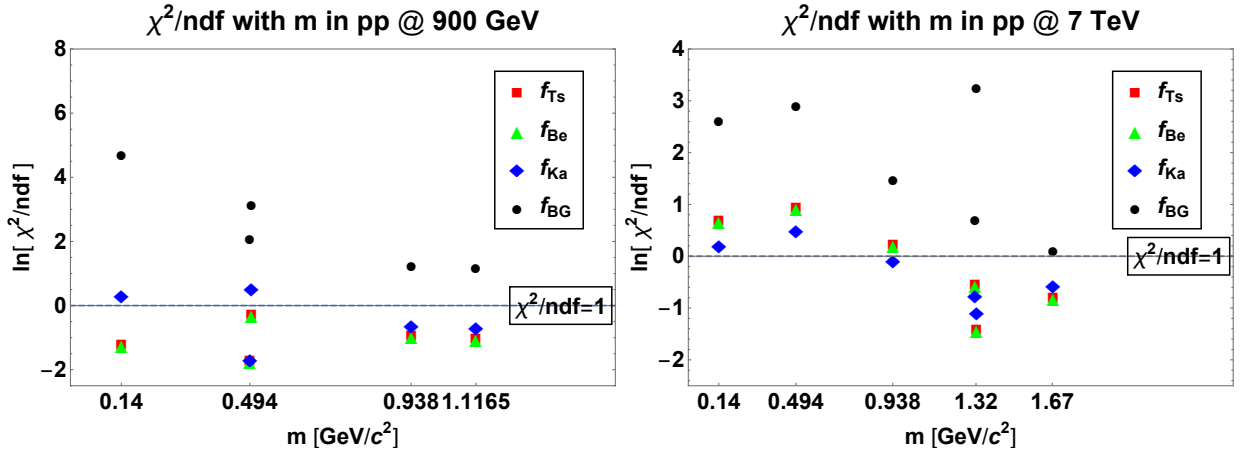 χ²/ndf with m in pp @ 900 GeV
ln[ χ²/ndf ]
8
6
4
2
0
−2
f_Ts
f_Be
f_Ka
f_BG
χ²/ndf=1
0.14 0.494 0.938 1.1165
m [GeV/c²]
χ²/ndf with m in pp @ 7 TeV
ln[ χ²/ndf ]
4
3
2
1
0
−1
−2
f_Ts
f_Be
f_Ka
f_BG
χ²/ndf=1
0.14 0.494 0.938 1.32 1.67
m [GeV/c²]